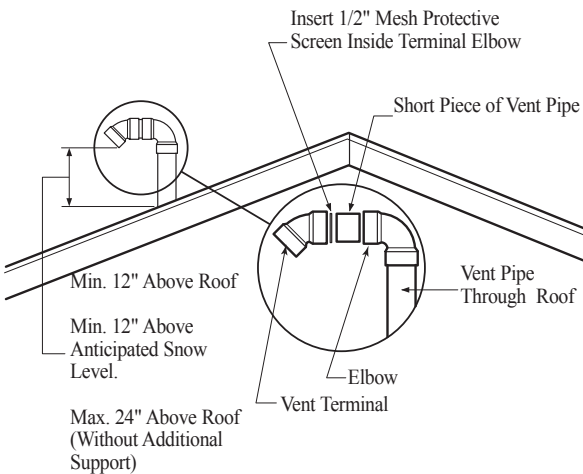 Insert 1/2" Mesh Protective
Screen Inside Terminal Elbow
Short Piece of Vent Pipe
Min. 12" Above Roof
Min. 12" Above
Anticipated Snow
Level.
Max. 24" Above Roof
(Without Additional
Support)
Vent Pipe
Through Roof
Elbow
Vent Terminal